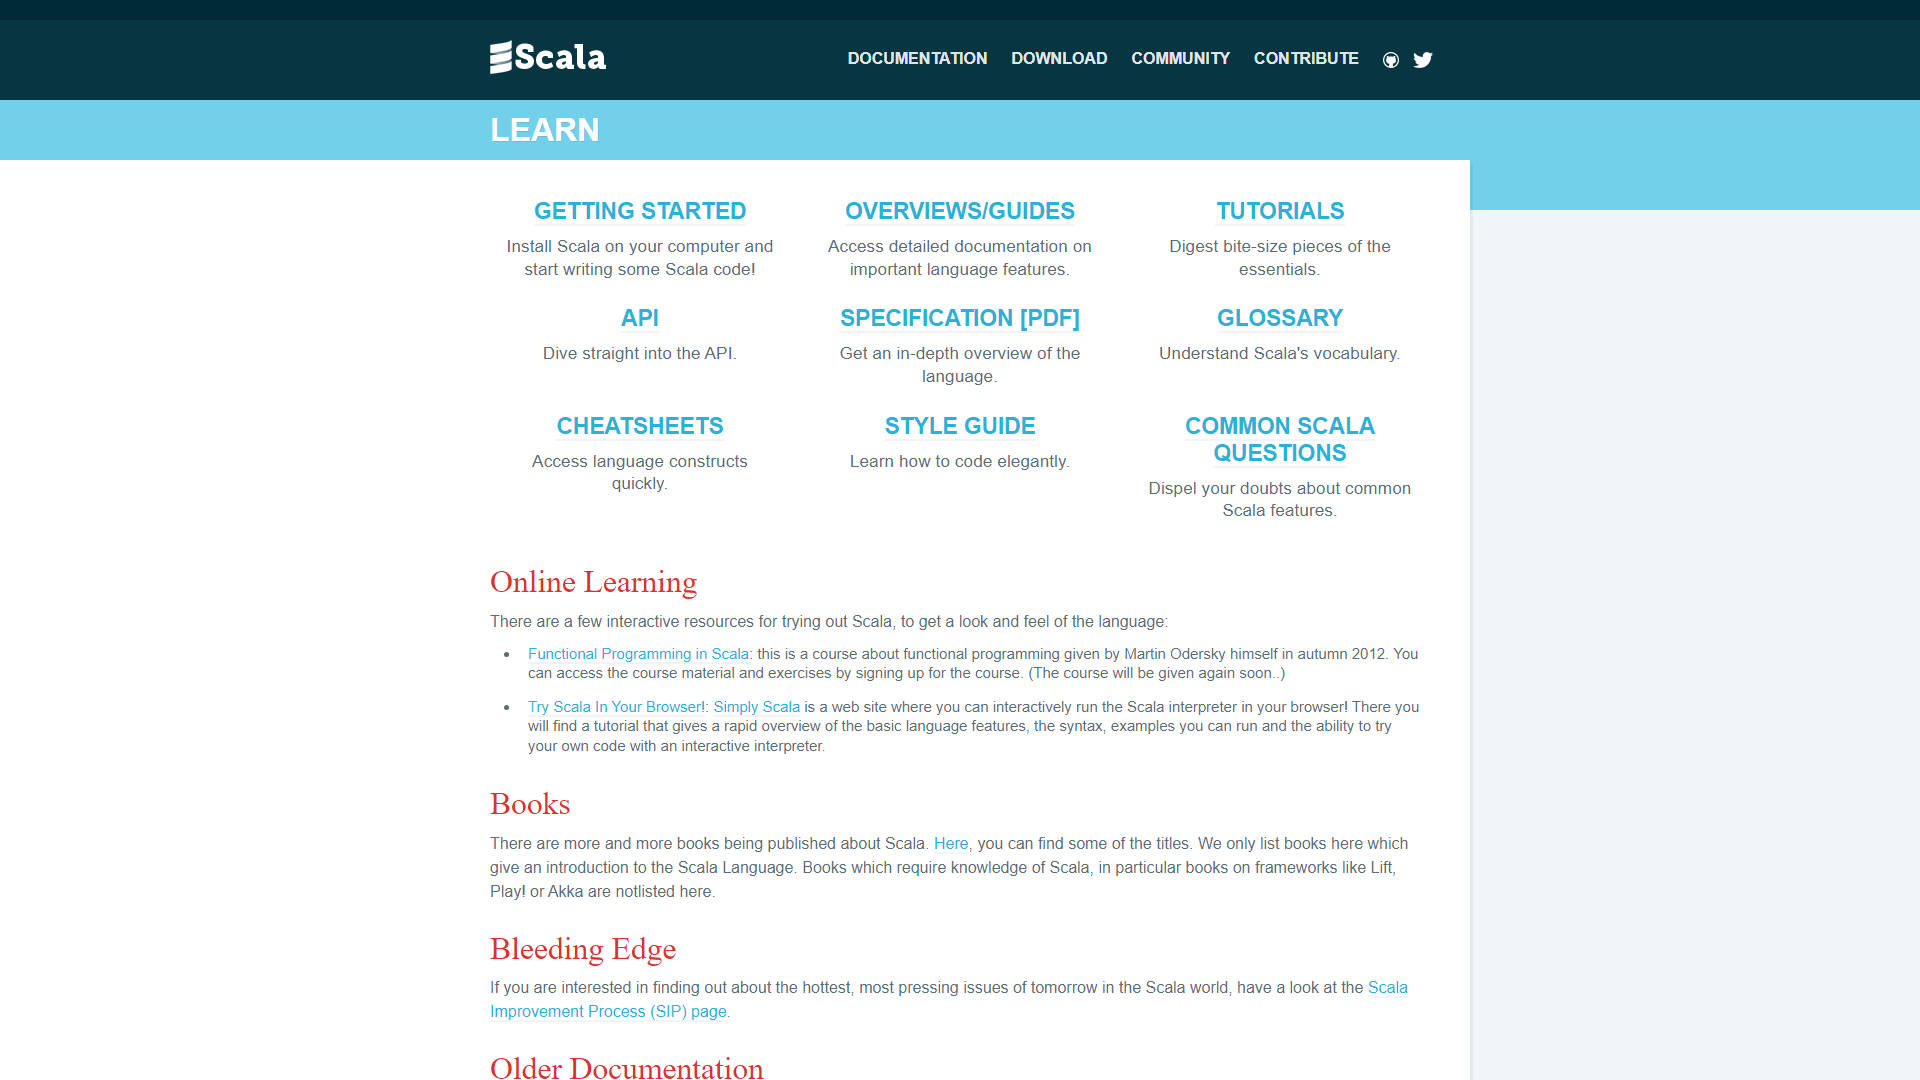 Scala
DOCUMENTATION DOWNLOAD COMMUNITY CONTRIBUTE
LEARN
GETTING STARTED
Install Scala on your computer and
start writing some Scala code!
OVERVIEWS/GUIDES
Access detailed documentation on
important language features.
TUTORIALS
Digest bite-size pieces of the
essentials.
API
Dive straight into the API.
SPECIFICATION [PDF]
Get an in-depth overview of the
language.
GLOSSARY
Understand Scala's vocabulary.
CHEATSHEETS
Access language constructs
quickly.
STYLE GUIDE
Learn how to code elegantly.
COMMON SCALA
QUESTIONS
Dispel your doubts about common
Scala features.
Online Learning
There are a few interactive resources for trying out Scala, to get a look and feel of the language:
• Functional Programming in Scala: this is a course about functional programming given by Martin Odersky himself in autumn 2012. You
can access the course material and exercises by signing up for the course. (The course will be given again soon..)
• Try Scala In Your Browser!: Simply Scala is a web site where you can interactively run the Scala interpreter in your browser! There you
will find a tutorial that gives a rapid overview of the basic language features, the syntax, examples you can run and the ability to try
your own code with an interactive interpreter.
Books
There are more and more books being published about Scala. Here, you can find some of the titles. We only list books here which
give an introduction to the Scala Language. Books which require knowledge of Scala, in particular books on frameworks like Lift,
Play! or Akka are notlisted here.
Bleeding Edge
If you are interested in finding out about the hottest, most pressing issues of tomorrow in the Scala world, have a look at the Scala
Improvement Process (SIP) page.
Older Documentation